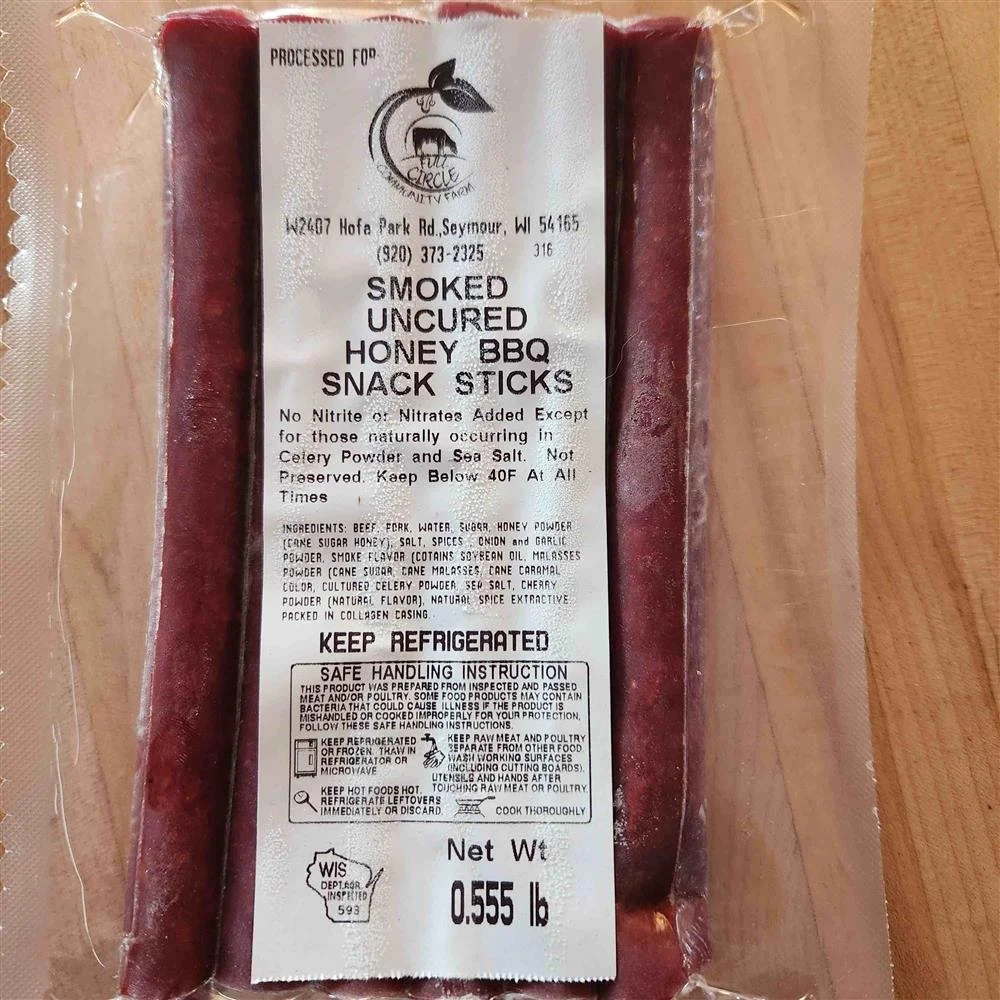 PROCESSED FOR
FULL
CIRCLE
COMMUNITY FARM
W2407 Hofa Park Rd.,Seymour, WI 54165
(920) 373-2325 316
SMOKED
UNCURED
HONEY BBQ
SNACK STICKS
No Nitrite or Nitrates Added Except
for those naturally occurring in
Celery Powder and Sea Salt. Not
Preserved. Keep Below 40F At All
Times
INGREDIENTS: BEEF, PORK, WATER, SUGAR, HONEY POWDER
(CANE SUGAR HONEY), SALT, SPICES, ONION and GARLIC
POWDER, SMOKE FLAVOR (COTAINS SOYBEAN OIL, MALASSES
POWDER (CANE SUGAR, CANE MALASSES, CANE CARAMAL
COLOR, CULTURED CELERY POWDER, SEA SALT, CHERRY
POWDER (NATURAL FLAVOR), NATURAL SPICE EXTRACTIVE.
PACKED IN COLLAGEN CASING.
KEEP REFRIGERATED
SAFE HANDLING INSTRUCTION
THIS PRODUCT WAS PREPARED FROM INSPECTED AND PASSED
MEAT AND/OR POULTRY. SOME FOOD PRODUCTS MAY CONTAIN
BACTERIA THAT COULD CAUSE ILLNESS IF THE PRODUCT IS
MISHANDLED OR COOKED IMPROPERLY FOR YOUR PROTECTION,
FOLLOW THESE SAFE HANDLING INSTRUCTIONS.
KEEP REFRIGERATED
OR FROZEN. THAW IN
REFRIGERATOR OR
MICROWAVE
KEEP RAW MEAT AND POULTRY
SEPARATE FROM OTHER FOOD.
WASH WORKING SURFACES
(INCLUDING CUTTING BOARDS),
UTENSILS AND HANDS AFTER
TOUCHING RAW MEAT OR POULTRY.
KEEP HOT FOODS HOT.
REFRIGERATE LEFTOVERS
IMMEDIATELY OR DISCARD.
COOK THOROUGHLY
WIS
DEPT.AGR.
INSPECTED
593
Net Wt
0.555 lb